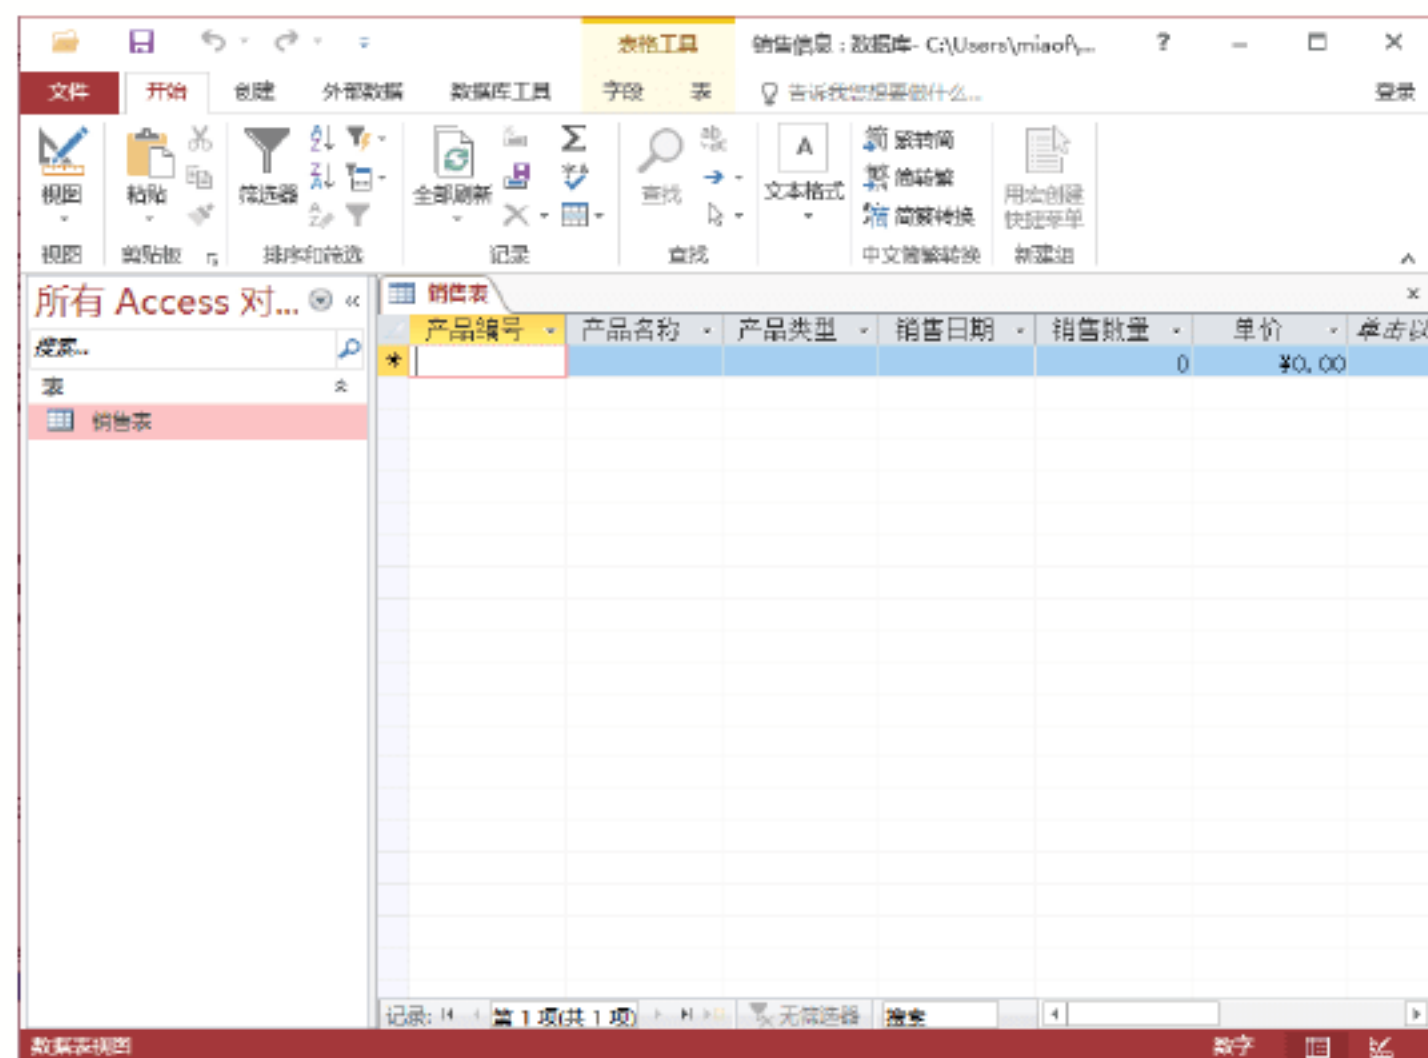 表格工具
销售信息 : 数据库- C:\Users\miaof\...
?
文件 开始 创建 外部数据 数据库工具 字段 表 告诉我您想要做什么... 登录
视图 粘贴 筛选器 全部刷新 查找 文本格式
繁转简
简转繁
简繁转换
用宏创建
快捷菜单
视图 剪贴板 排序和筛选 记录 查找 中文简繁转换 新建组
所有 Access 对...
搜索...
表
销售表
销售表
产品编号 产品名称 产品类型 销售日期 销售数量 单价 单击以
0 ¥0.00
记录: 第 1 项(共 1 项) 无筛选器 搜索
数据表视图 数字